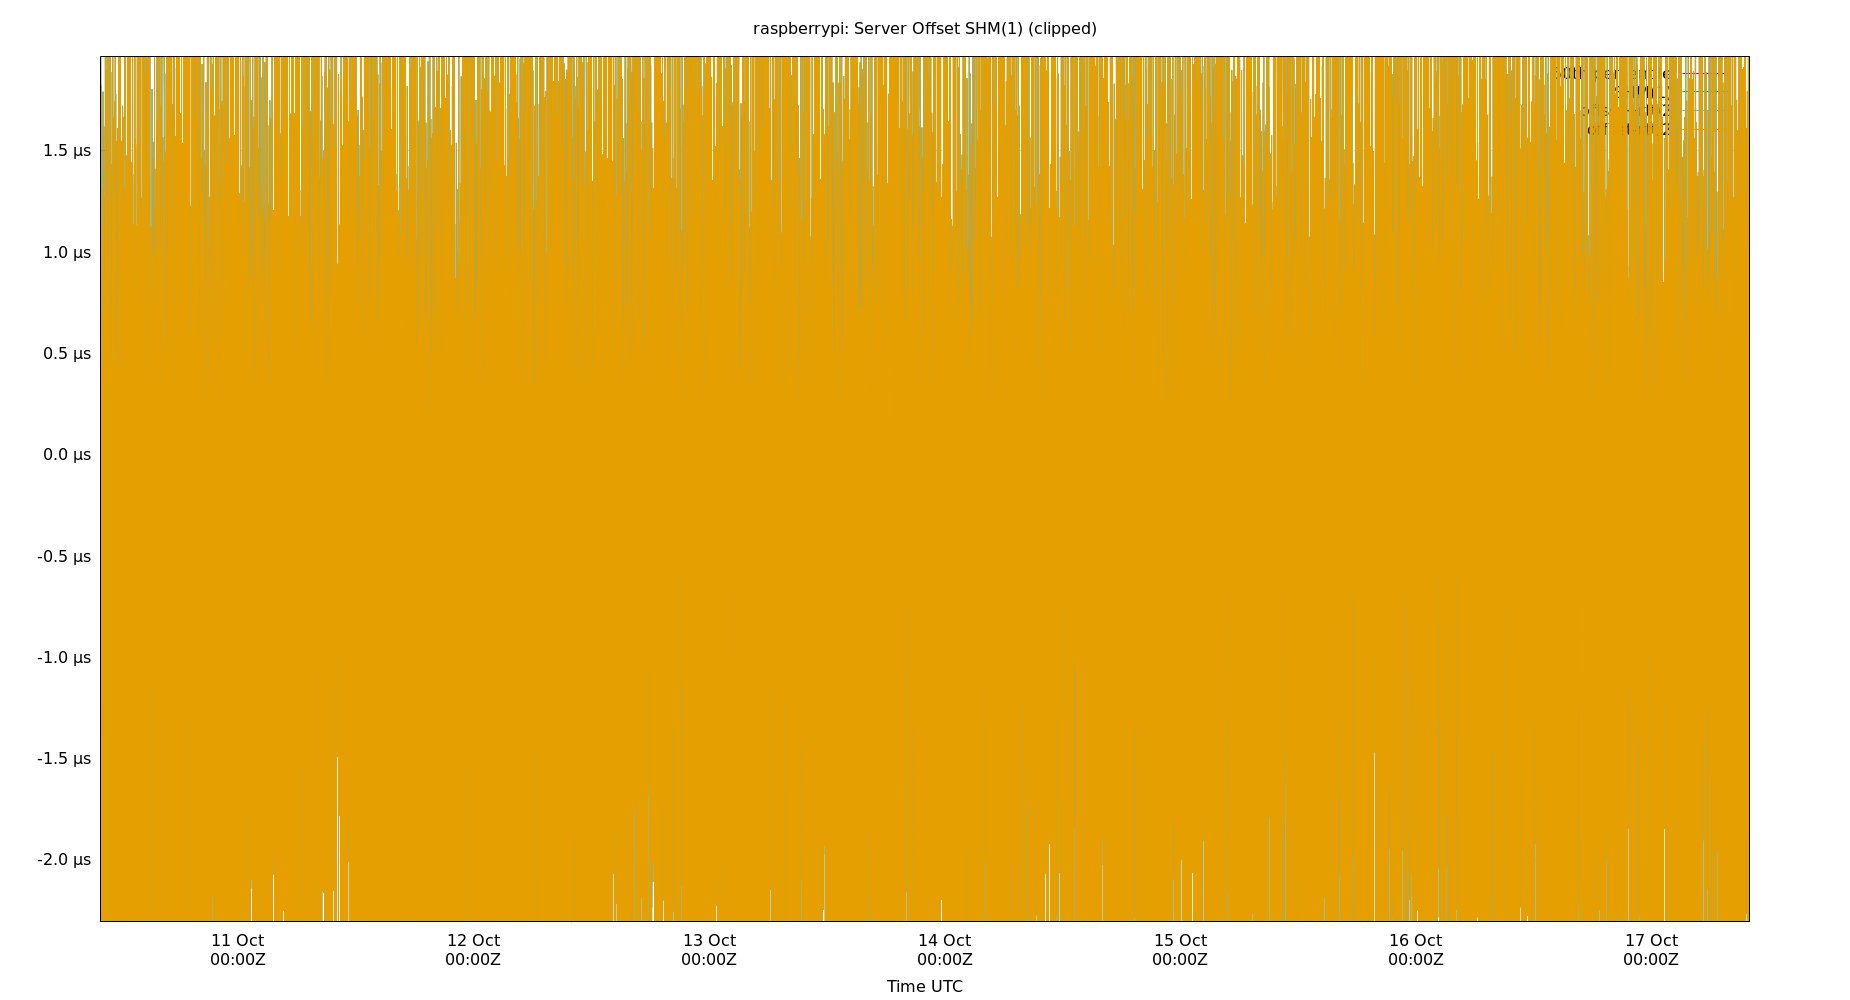 raspberrypi: Server Offset SHM(1) (clipped)
1.5 µs
1.0 µs
0.5 µs
0.0 µs
-0.5 µs
-1.0 µs
-1.5 µs
-2.0 µs
11 Oct 12 Oct 13 Oct 14 Oct 15 Oct 16 Oct 17 Oct
00:00Z 00:00Z 00:00Z 00:00Z 00:00Z 00:00Z 00:00Z
Time UTC